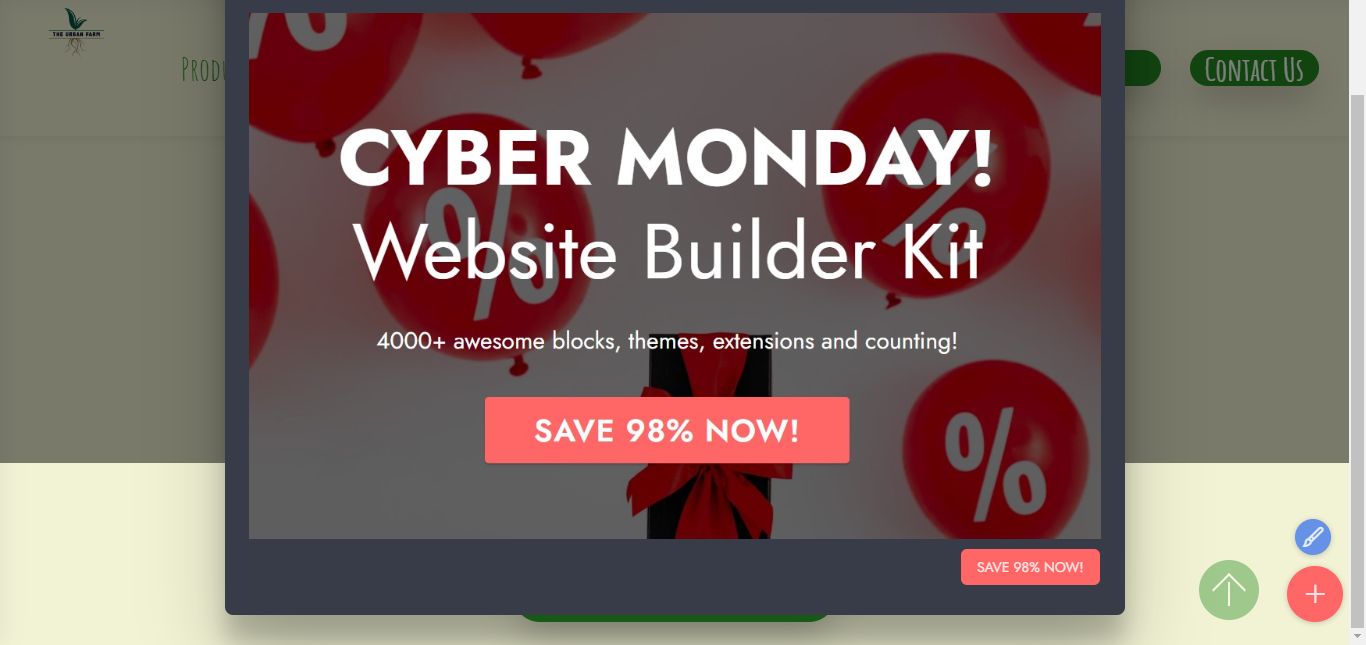 THE URBAN FARM
Contact Us
CYBER MONDAY!
Website Builder Kit
4000+ awesome blocks, themes, extensions and counting!
SAVE 98% NOW!
SAVE 98% NOW!